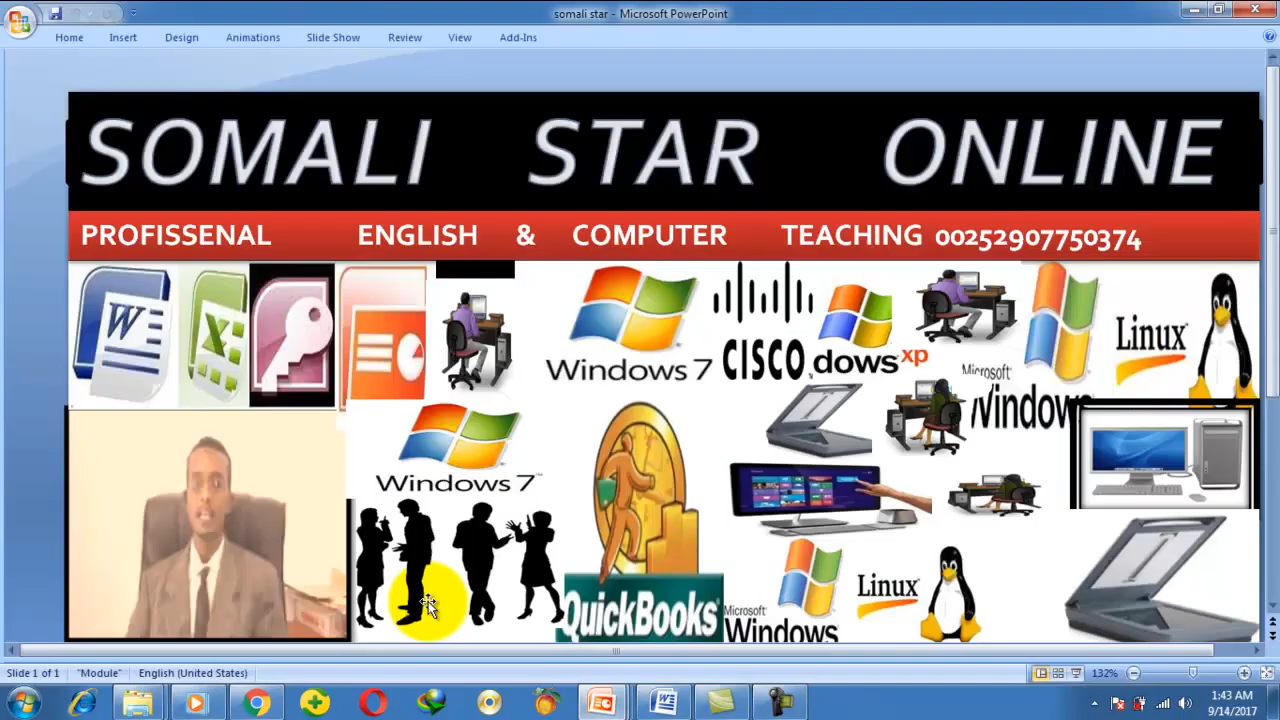 somali star - Microsoft PowerPoint
Home Insert Design Animations Slide Show Review View Add-Ins
SOMALI STAR ONLINE
PROFISSENAL ENGLISH & COMPUTER TEACHING 00252907750374
W X
Windows 7
CISCO
dows xp
Microsoft
Windows
Linux
Windows 7
QuickBooks
Microsoft
Windows
Linux
Slide 1 of 1 "Module" English (United States) 132%
1:43 AM
9/14/2017